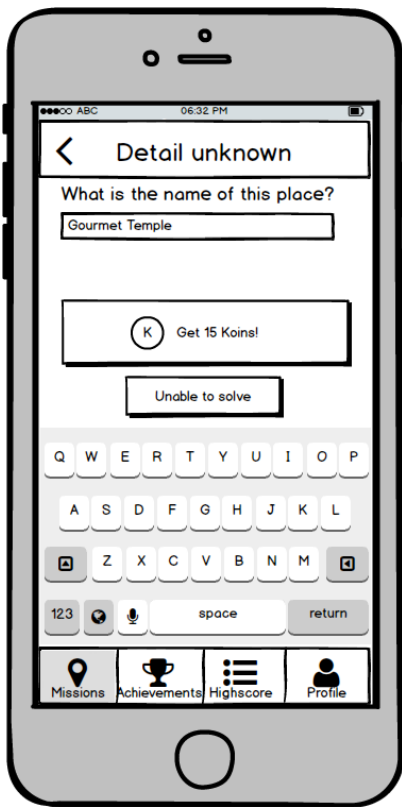 ABC 06:32 PM
Detail unknown
What is the name of this place?
Gourmet Temple
K Get 15 Koins!
Unable to solve
Q W E R T Y U I O P
A S D F G H J K L
Z X C V B N M
123 space return
Missions Achievements Highscore Profile